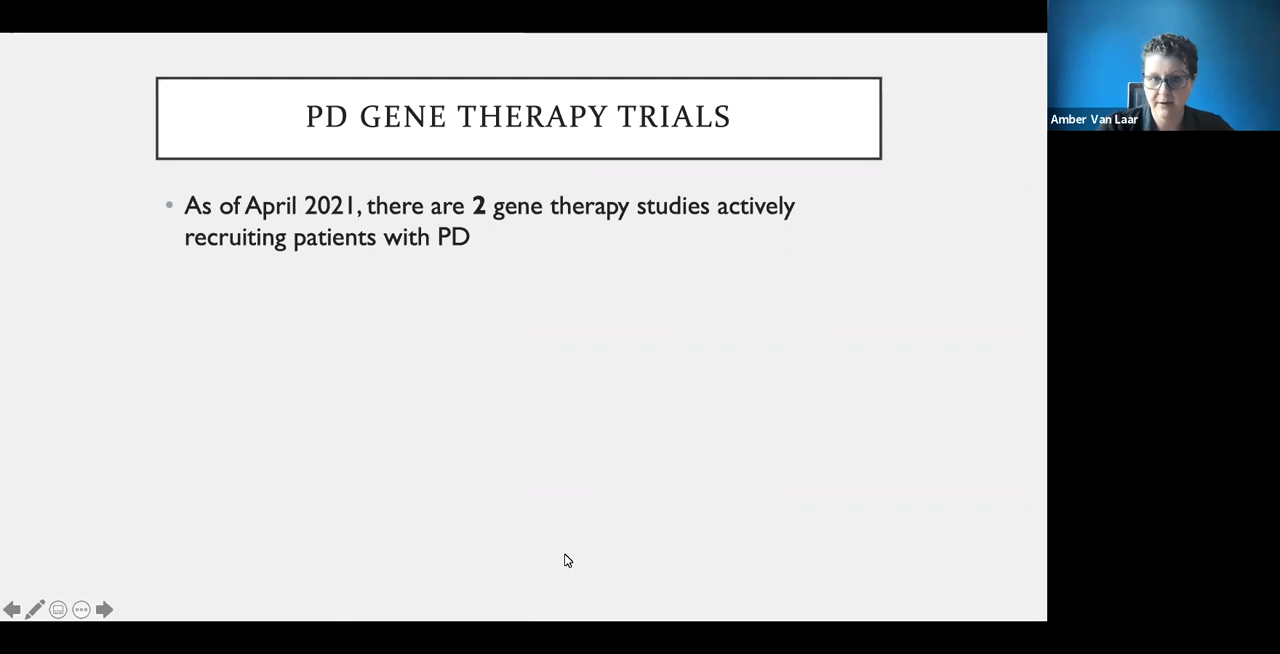 PD GENE THERAPY TRIALS
• As of April 2021, there are 2 gene therapy studies actively
recruiting patients with PD
Amber Van Laar